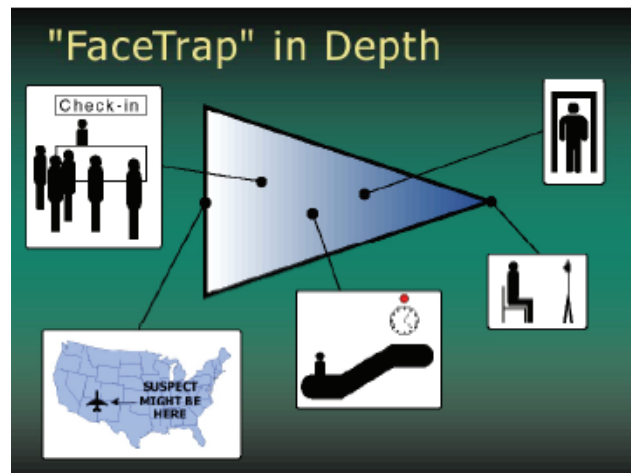 "FaceTrap" in Depth
Check-in
SUSPECT
MIGHT BE
HERE